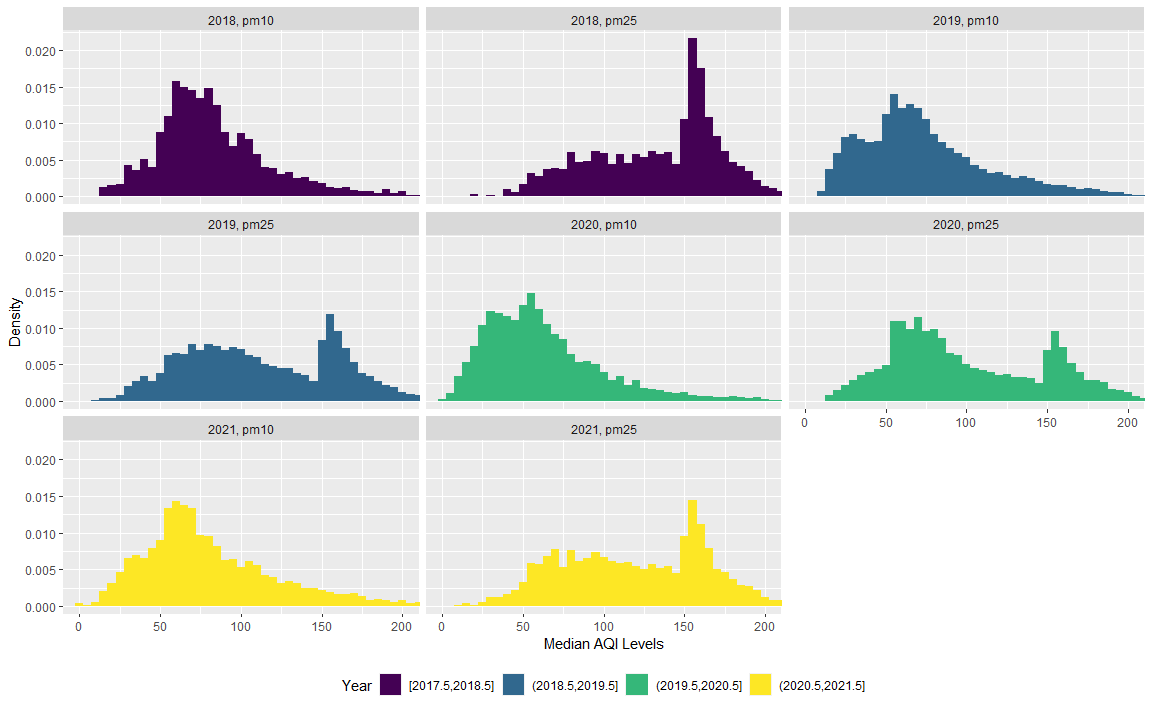 2018, pm10
2018, pm25
2019, pm10
0.020
0.015
0.010
0.005
0.000
2019, pm25
2020, pm10
2020, pm25
0.020
0.015
0.010
0.005
0.000
Density
0 50 100 150 200
2021, pm10
2021, pm25
0.020
0.015
0.010
0.005
0.000
0 50 100 150 200
0 50 100 150 200
Median AQI Levels
Year [2017.5,2018.5] (2018.5,2019.5] (2019.5,2020.5] (2020.5,2021.5]